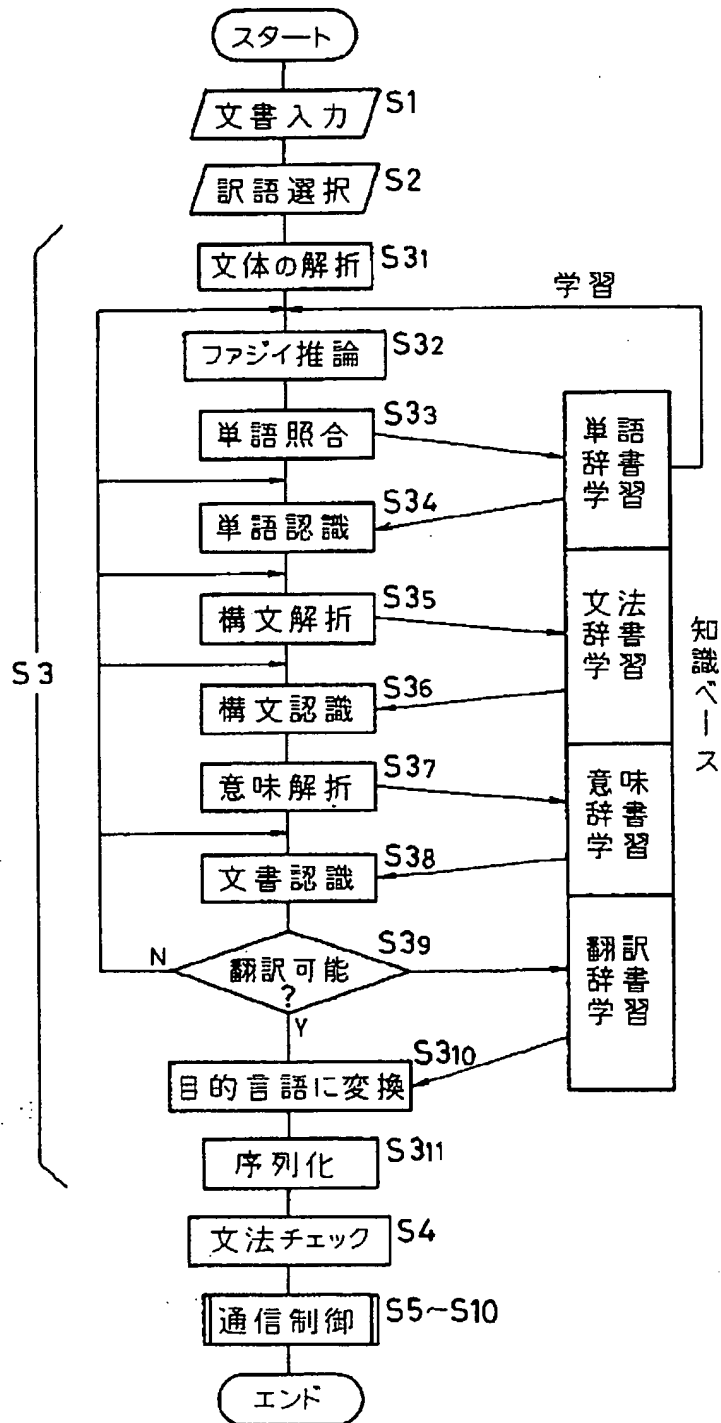 スタート
文書入力 S1
訳語選択 S2
文体の解折 S31
学習
ファジイ推論 S32
単語照合 S33
単語認識 S34
構文解折 S35
構文認識 S36
意味解折 S37
文書認識 S38
翻訳可能? S39
N
Y
目的言語に変換 S310
序列化 S311
文法チェック S4
通信制御 S5~S10
エンド
S3
単語辞書学習
文法辞書学習
意味辞書学習
翻訳辞書学習
知識ベース